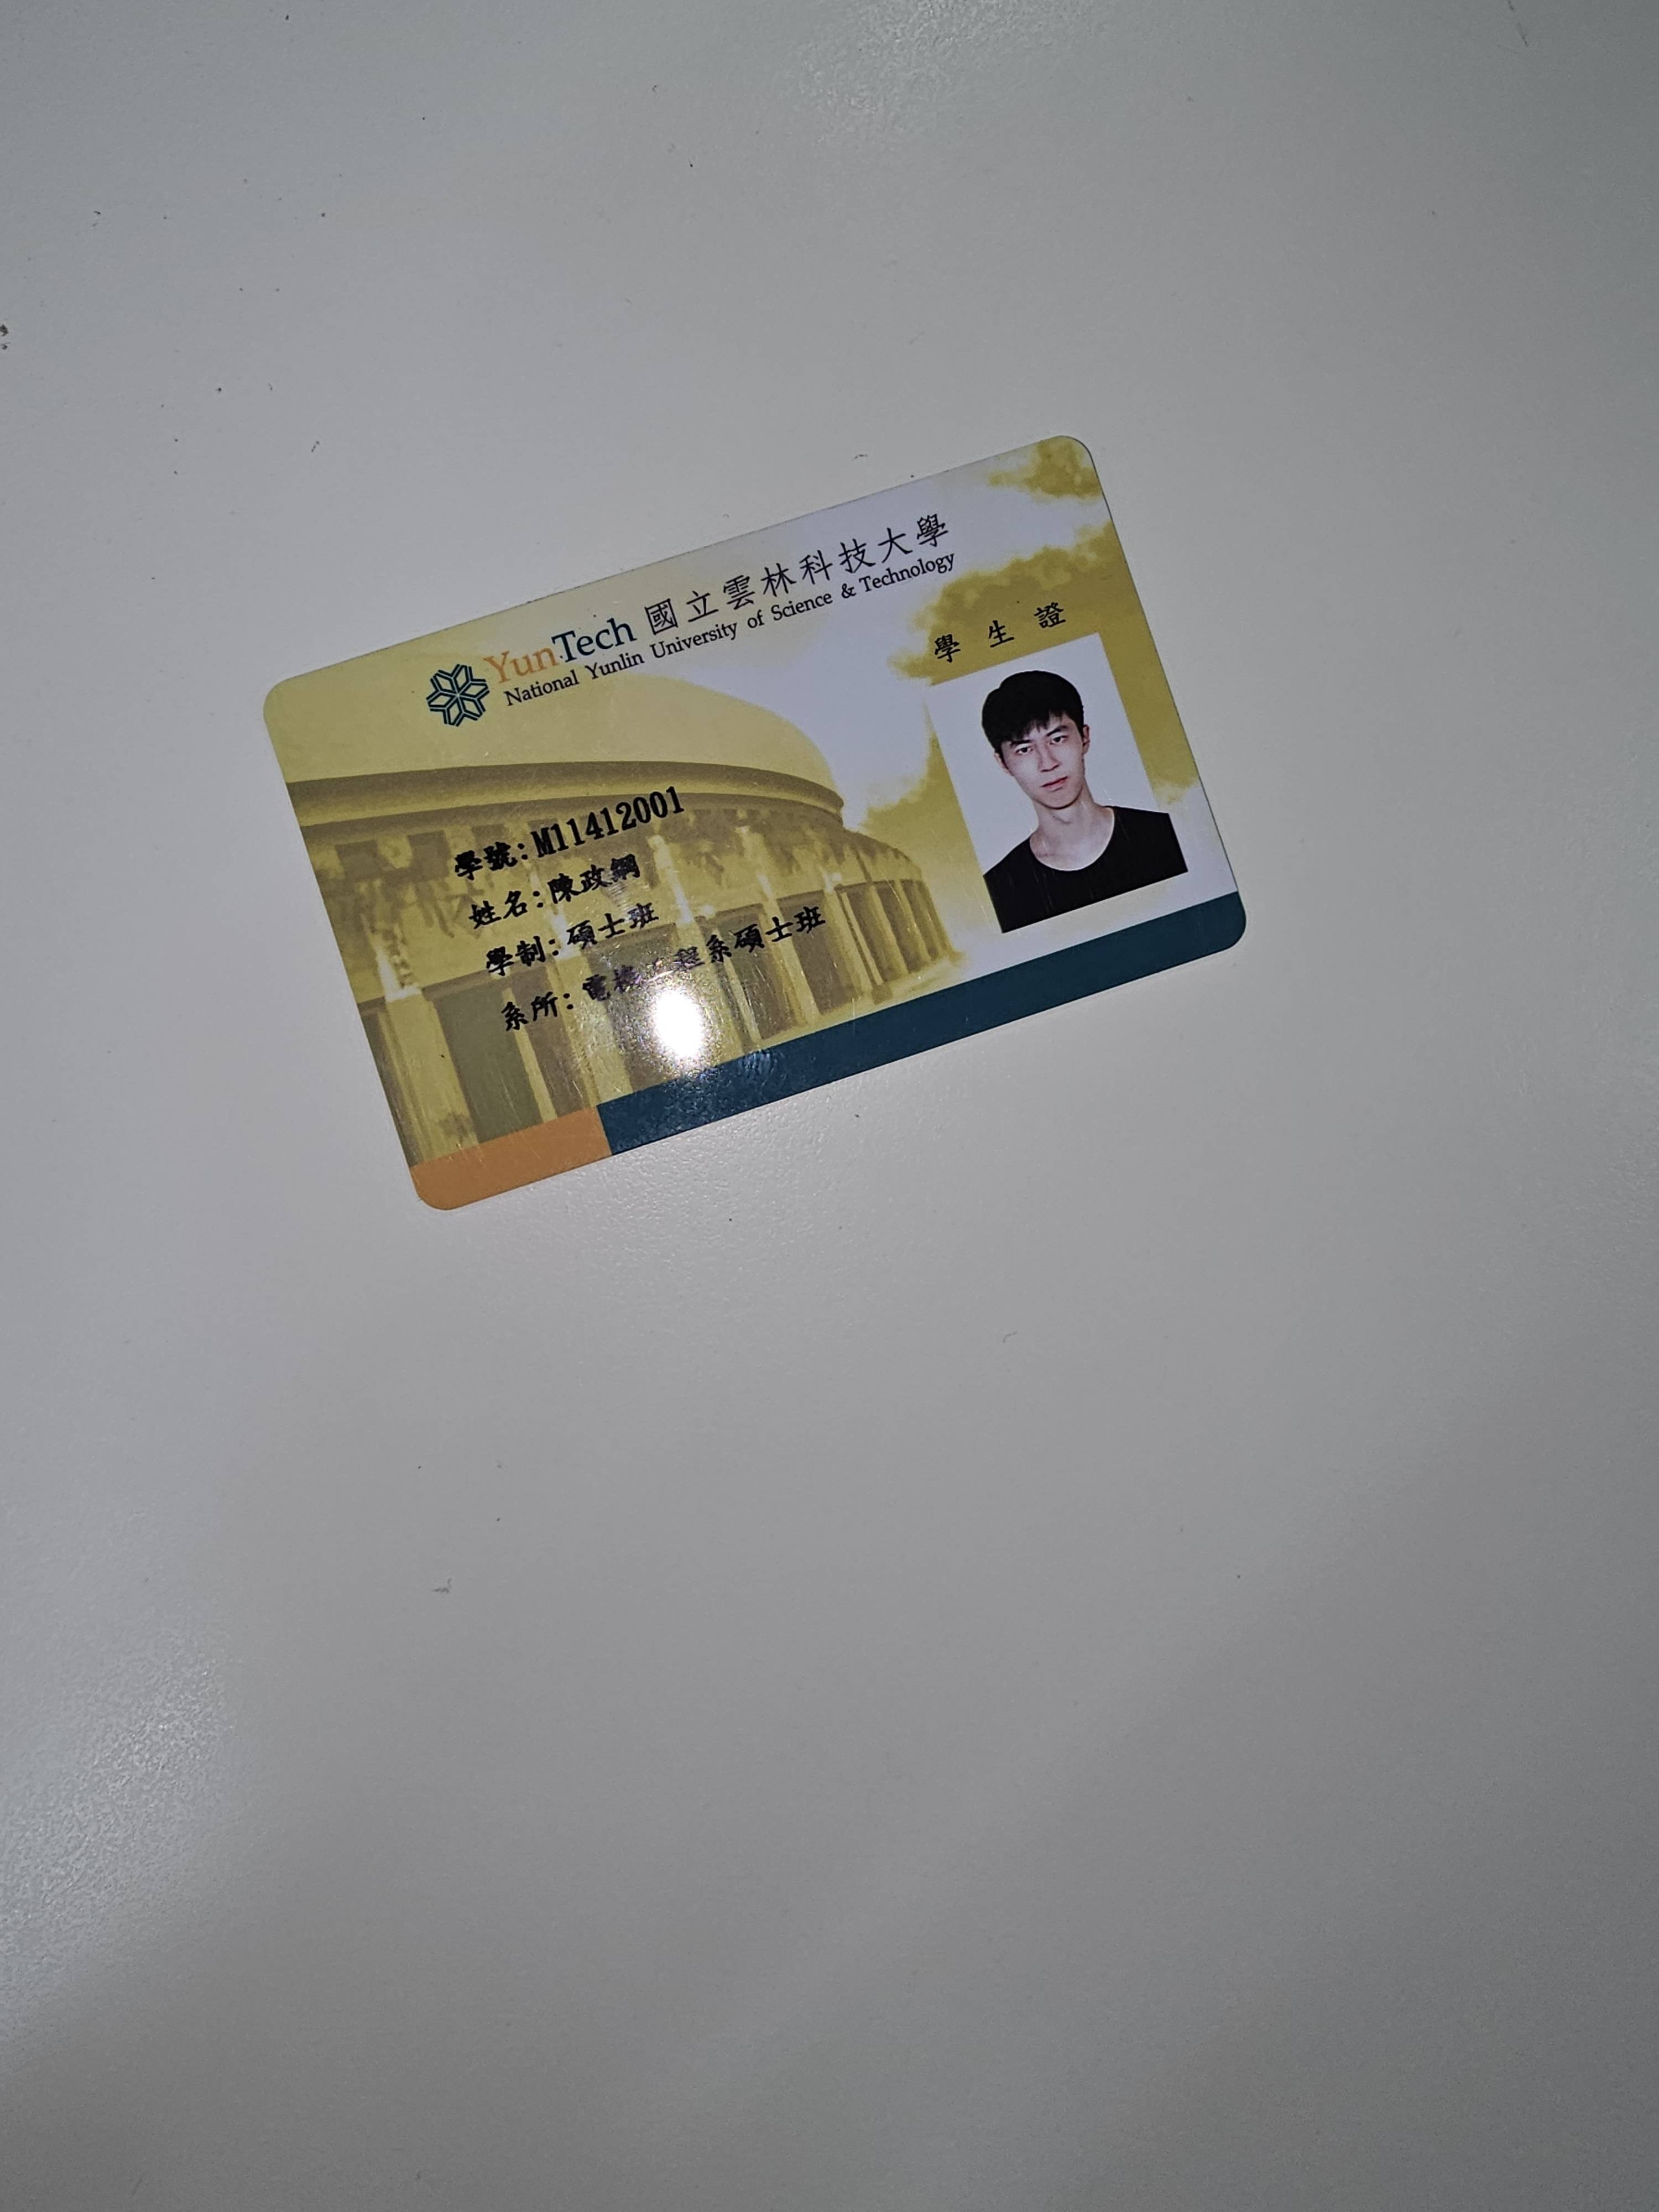 YunTech 國立雲林科技大學
National Yunlin University of Science & Technology
學生證
學號:M11412001
姓名:陳政綱
學制:碩士班
系所:電機 程系碩士班